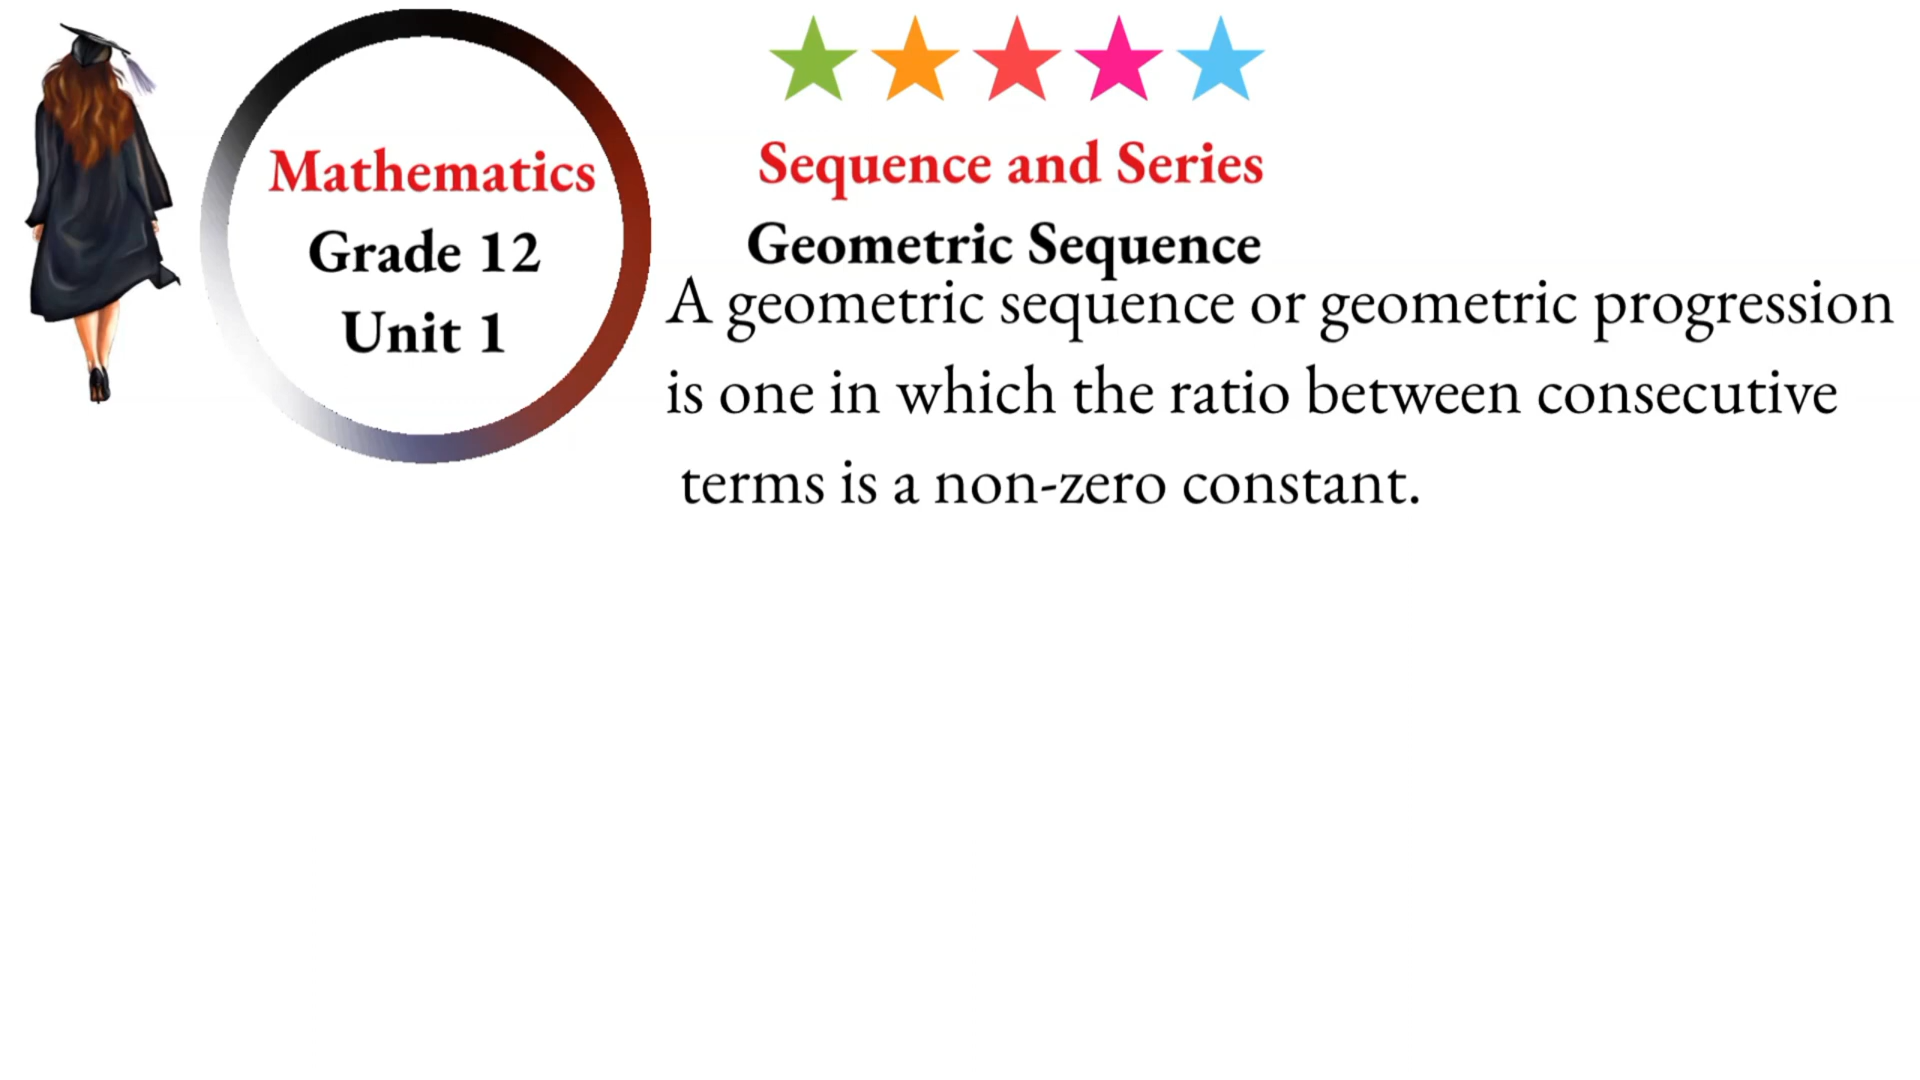 Mathematics
Grade 12
Unit 1
Sequence and Series
Geometric Sequence
A geometric sequence or geometric progression
is one in which the ratio between consecutive
terms is a non-zero constant.